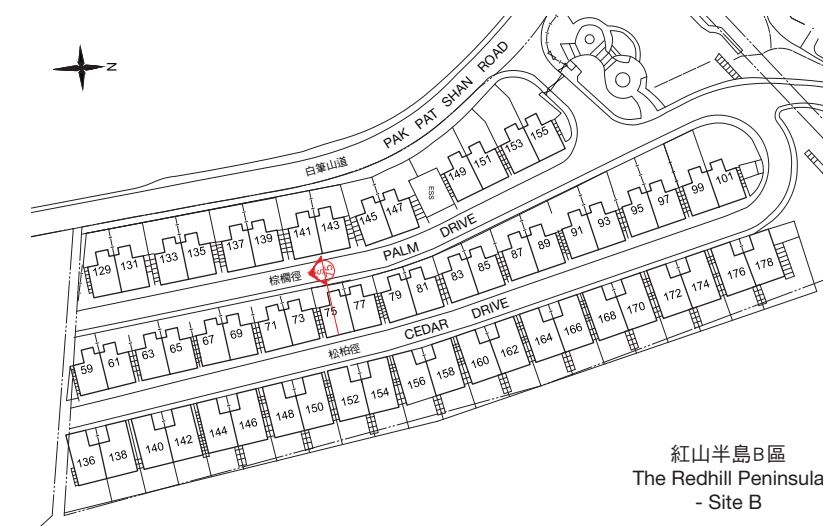 N
白筆山道
PAK PAT SHAN ROAD
129 131 133 135 137 139 141 143 145 147 ESS 149 151 153 155
棕櫚徑
PALM DRIVE
59 61 63 65 67 69 71 73 75 77 79 81 83 85 87 89 91 93 95 97 99 101
松柏徑
CEDAR DRIVE
136 138 140 142 144 146 148 150 152 154 156 158 160 162 164 166 168 170 172 174 176 178
紅山半島B區
The Redhill Peninsula
- Site B